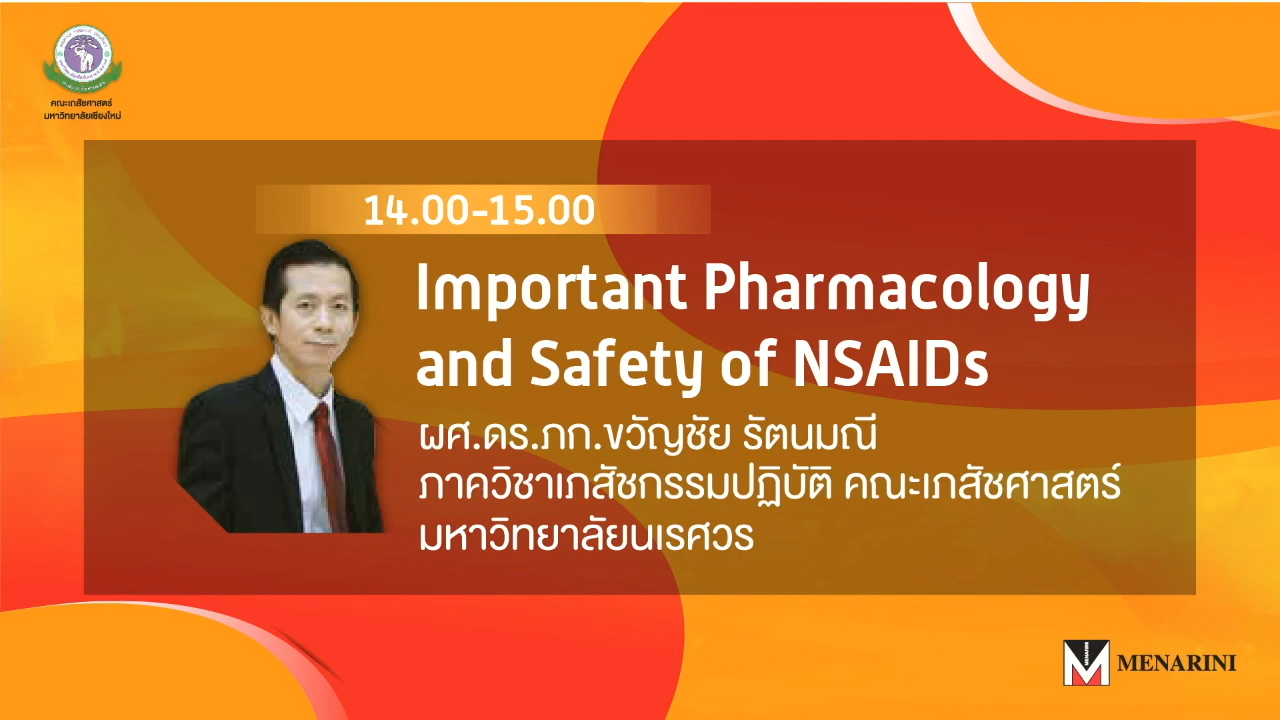 คณะเภสัชศาสตร์
มหาวิทยาลัยเชียงใหม่
14.00-15.00
Important Pharmacology
and Safety of NSAIDs
ผศ.ดร.ภก.ขวัญชัย รัตนมณี
ภาควิชาเภสัชกรรมปฏิบัติ คณะเภสัชศาสตร์
มหาวิทยาลัยนเรศวร
MENARINI
MENARINI